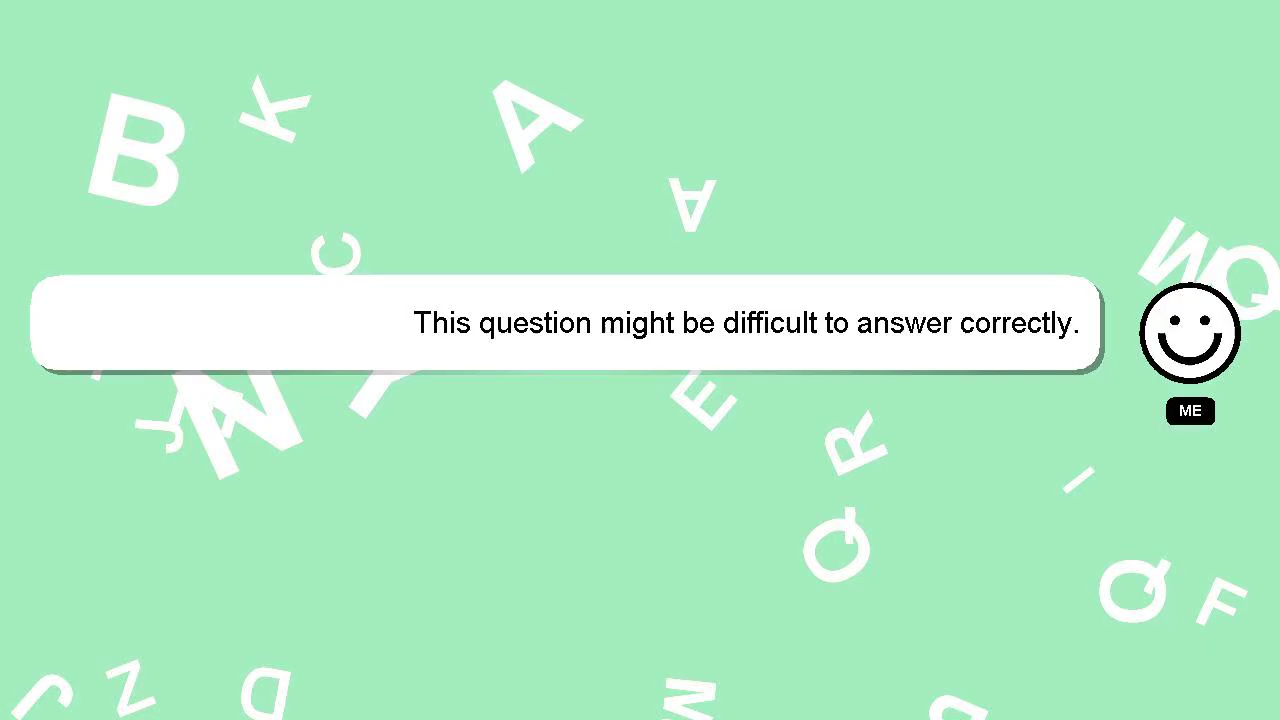 B
K
A
A
C
M
Q
This question might be difficult to answer correctly.
ME
N
A
J
Y
E
R
I
Q
Q
F
J
Z
D
M